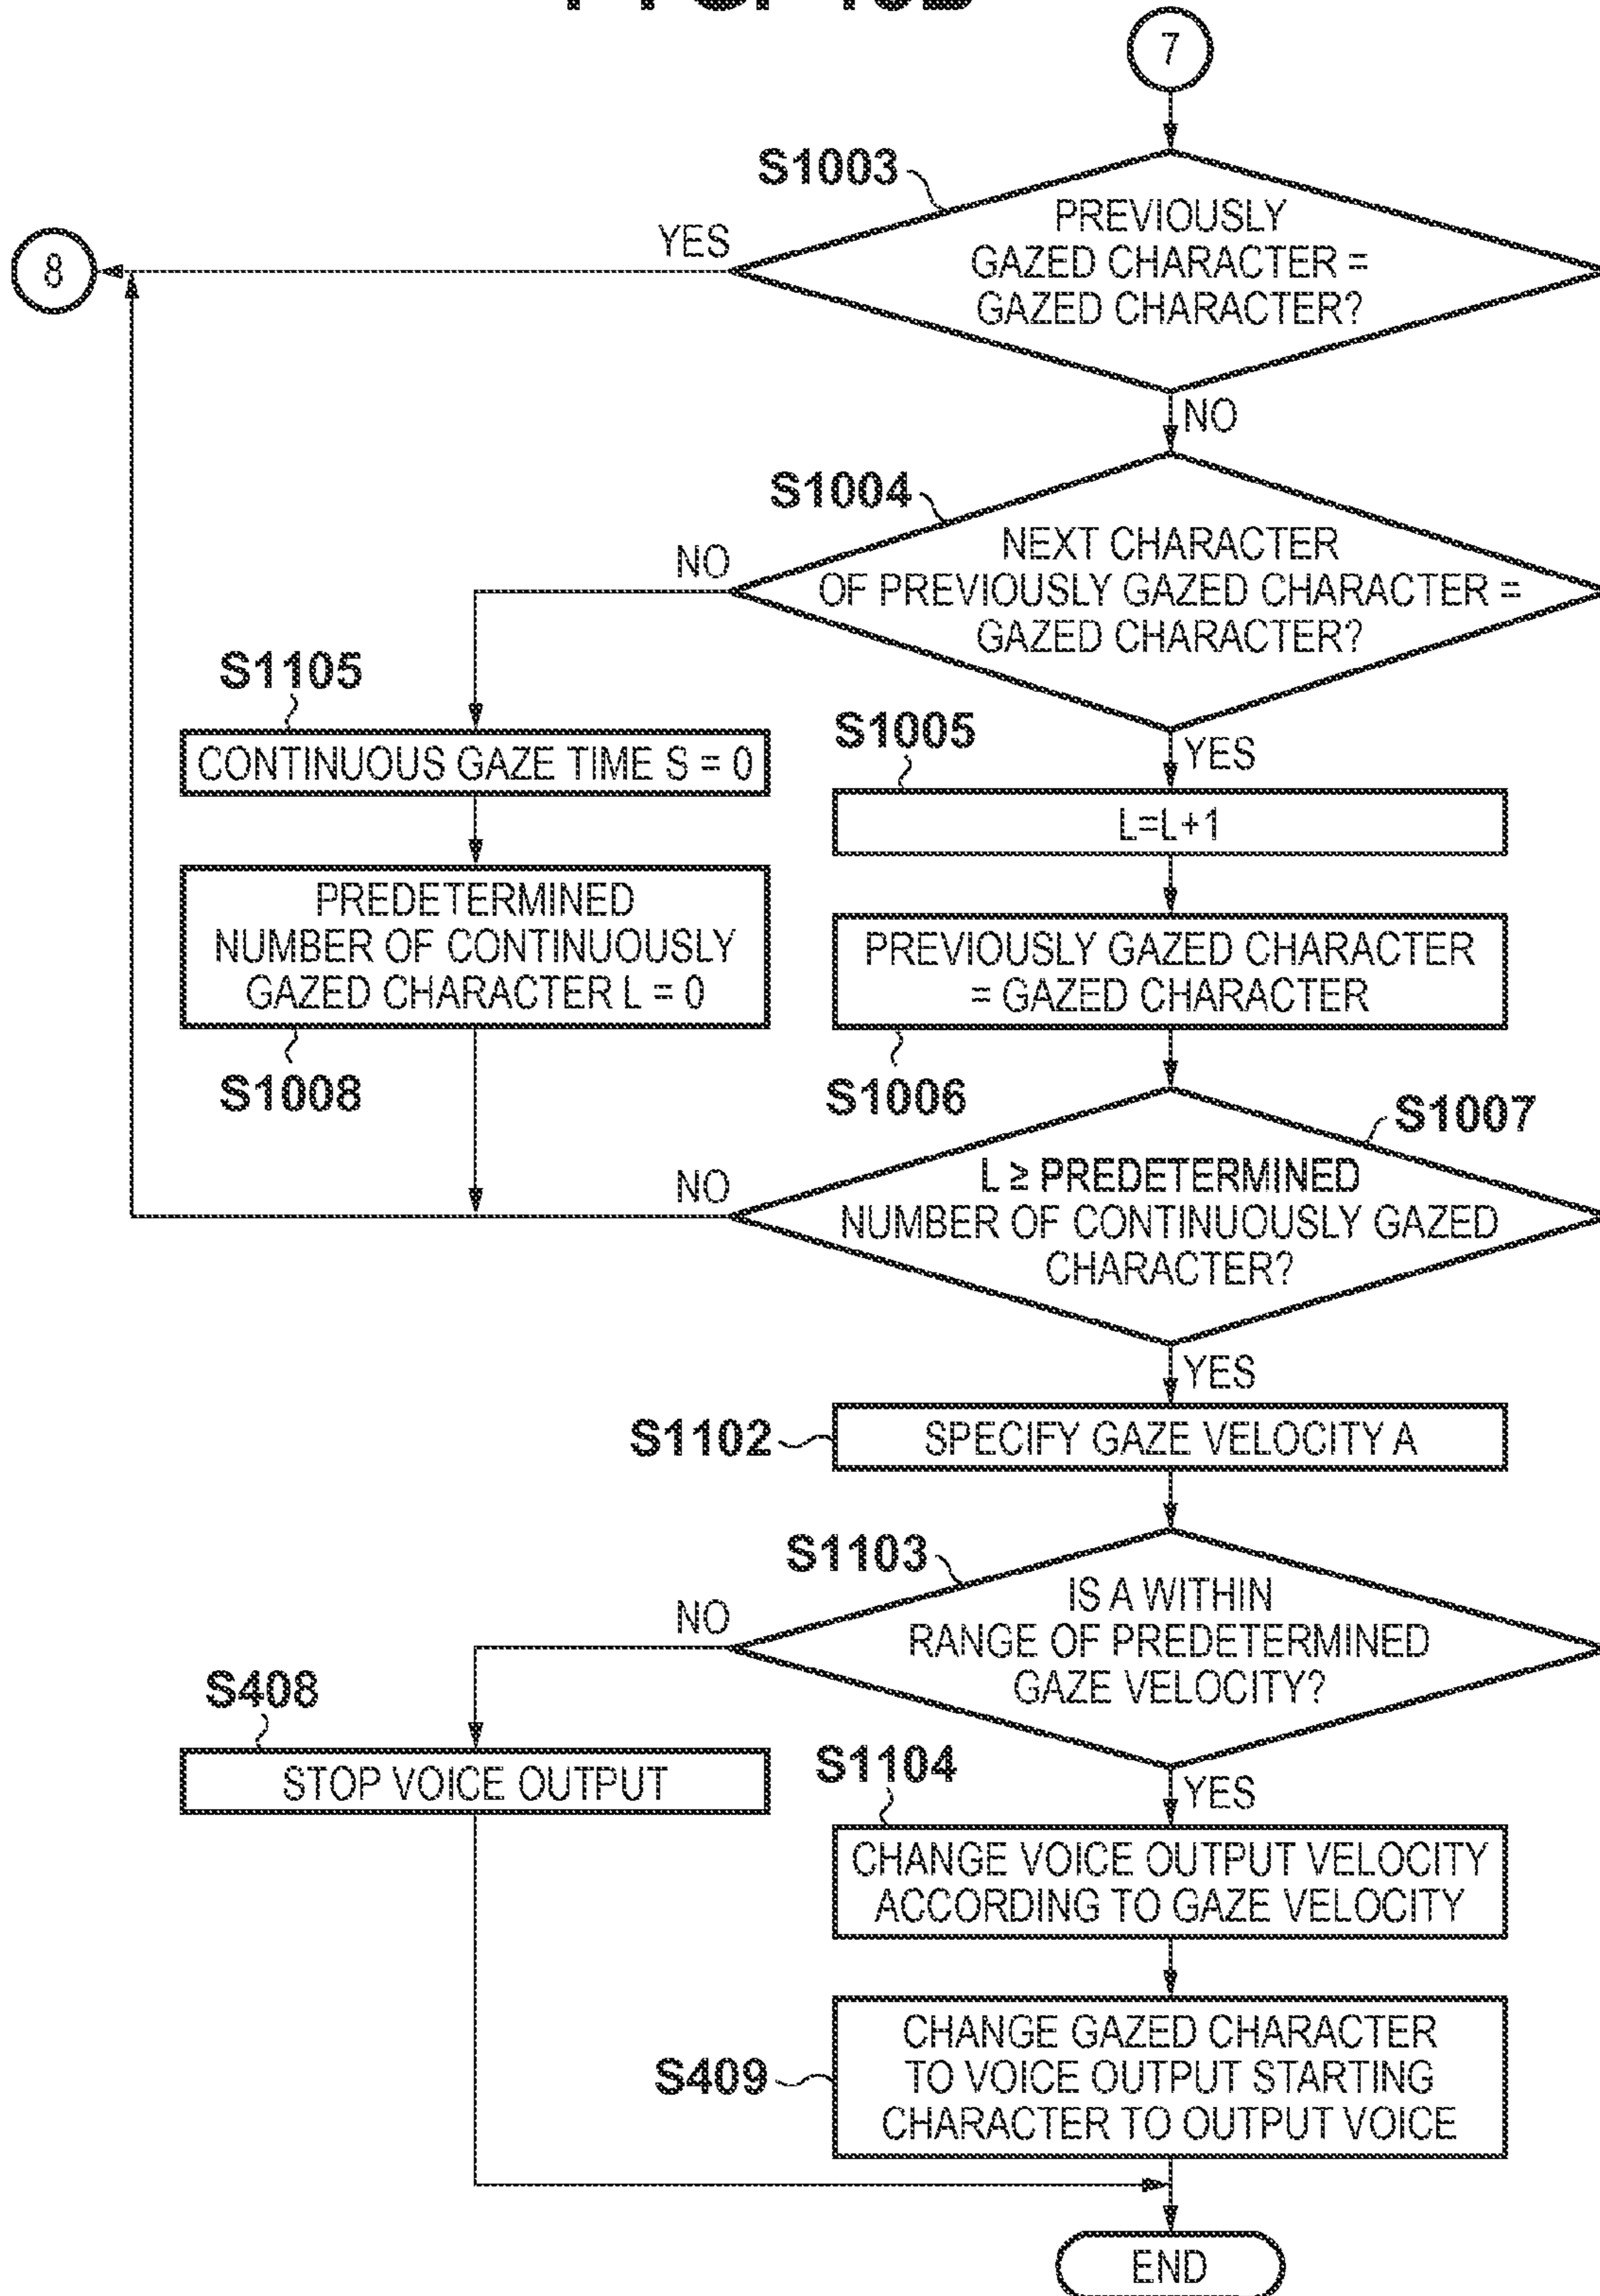 7
S1003
PREVIOUSLY
GAZED CHARACTER =
GAZED CHARACTER?
YES
8
NO
S1004
NEXT CHARACTER
OF PREVIOUSLY GAZED CHARACTER =
GAZED CHARACTER?
NO
YES
S1105
CONTINUOUS GAZE TIME S = 0
S1005
L=L+1
PREDETERMINED
NUMBER OF CONTINUOUSLY
GAZED CHARACTER L = 0
S1008
PREVIOUSLY GAZED CHARACTER
= GAZED CHARACTER
S1006
S1007
L ≥ PREDETERMINED
NUMBER OF CONTINUOUSLY GAZED
CHARACTER?
NO
YES
S1102
SPECIFY GAZE VELOCITY A
S1103
IS A WITHIN
RANGE OF PREDETERMINED
GAZE VELOCITY?
NO
YES
S408
STOP VOICE OUTPUT
S1104
CHANGE VOICE OUTPUT VELOCITY
ACCORDING TO GAZE VELOCITY
S409
CHANGE GAZED CHARACTER
TO VOICE OUTPUT STARTING
CHARACTER TO OUTPUT VOICE
END